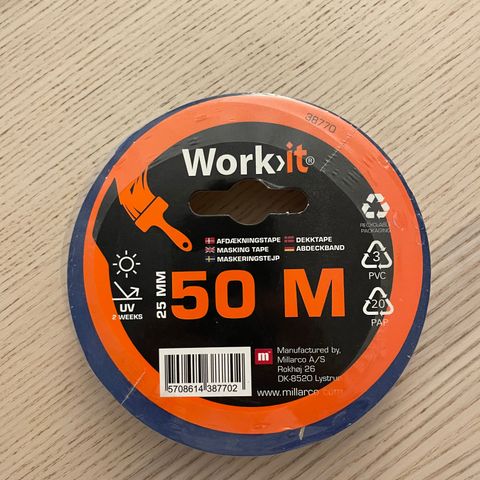 38770
Work>it®
AFDÆKNINGSTAPE DEKKTAPE
MASKING TAPE ABDECKBAND
MASKERINGSTEJP
RECYCLABLE
PACKAGING
3
PVC
20
PAP
UV
2 WEEKS
25 MM
50 M
m
Manufactured by,
Millarco A/S
Rokhøj 26
DK-8520 Lystrup
www.millarco.com
5708614 387702